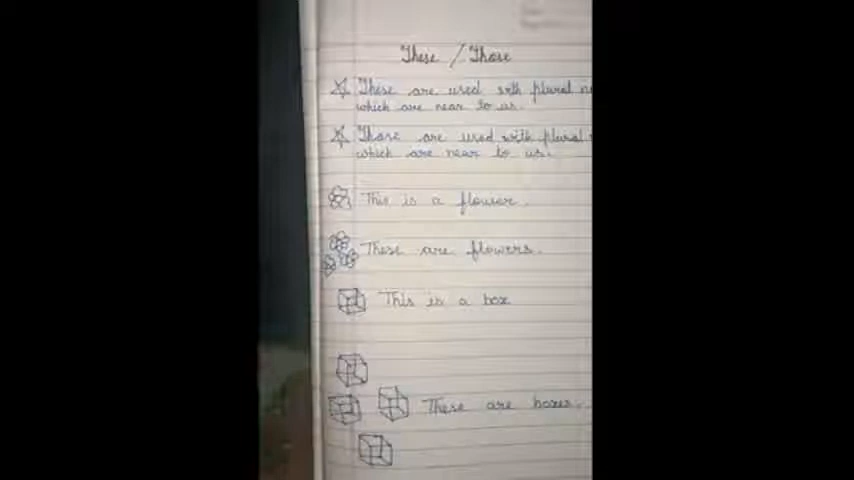 These / Those
These are used with plural
which are near to us.
Those are used with plural
which are near to us.
This is a flower.
These are flowers.
This is a box
These are boxes.